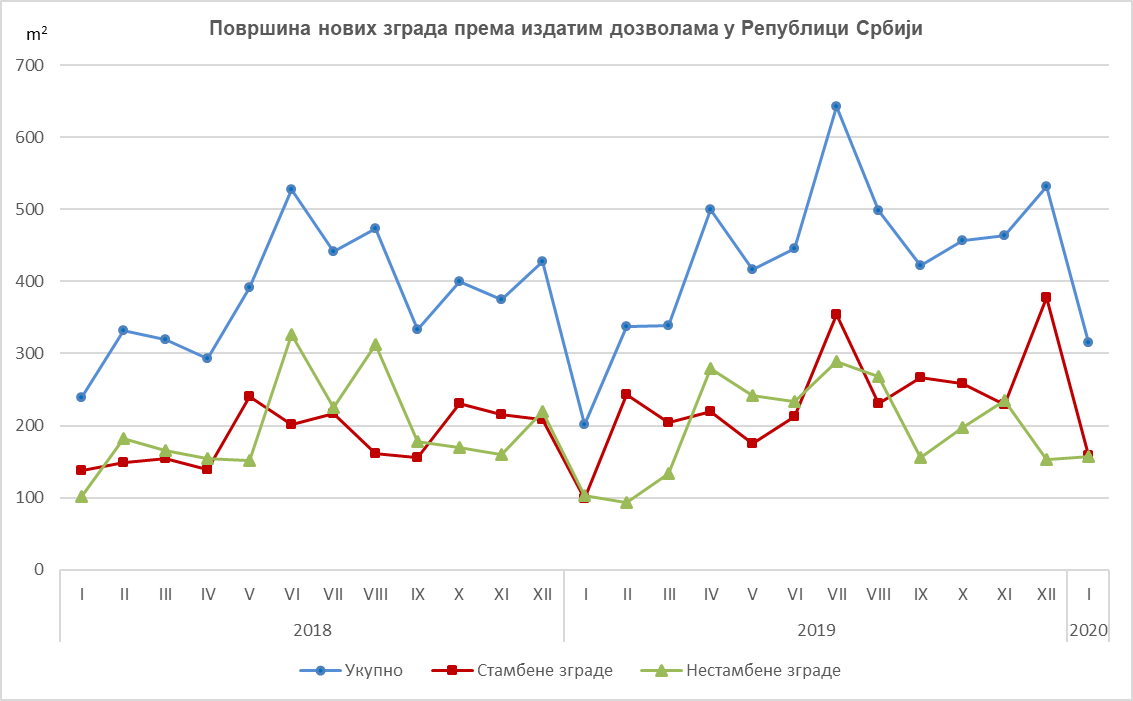 Површина нових зграда према издатим дозволама у Републици Србији
m²
700
600
500
400
300
200
100
0
I II III IV V VI VII VIII IX X XI XII I II III IV V VI VII VIII IX X XI XII I
2018 2019 2020
Укупно Стамбене зграде Нестамбене зграде